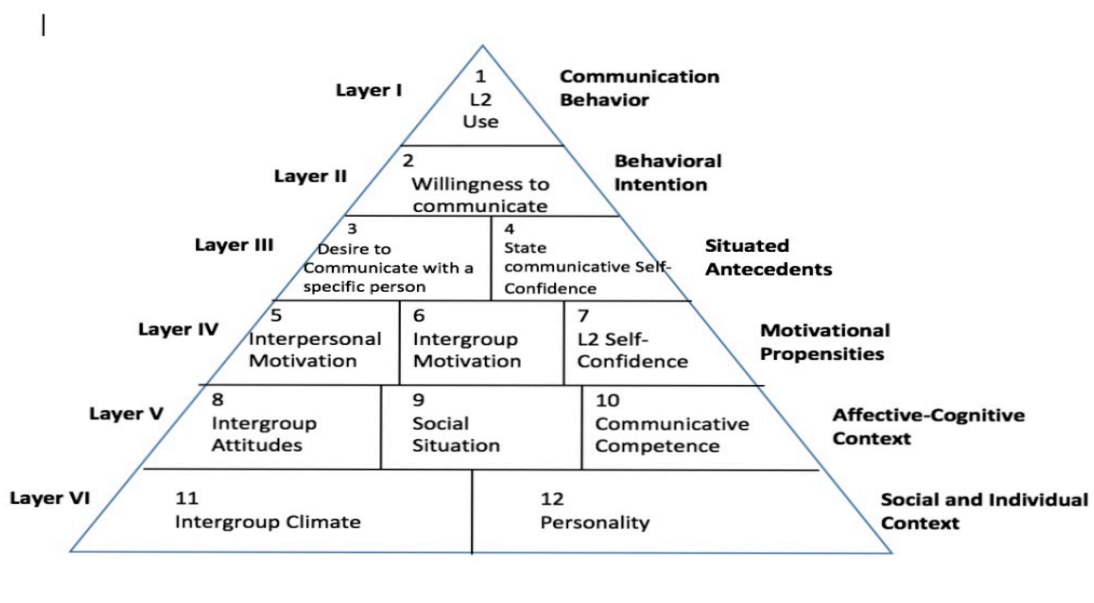 Layer I
1
L2
Use
Communication
Behavior
Layer II
2
Willingness to
communicate
Behavioral
Intention
Layer III
3
Desire to
Communicate with a
specific person
4
State
communicative Self-
Confidence
Situated
Antecedents
Layer IV
5
Interpersonal
Motivation
6
Intergroup
Motivation
7
L2 Self-
Confidence
Motivational
Propensities
Layer V
8
Intergroup
Attitudes
9
Social
Situation
10
Communicative
Competence
Affective-Cognitive
Context
Layer VI
11
Intergroup Climate
12
Personality
Social and Individual
Context